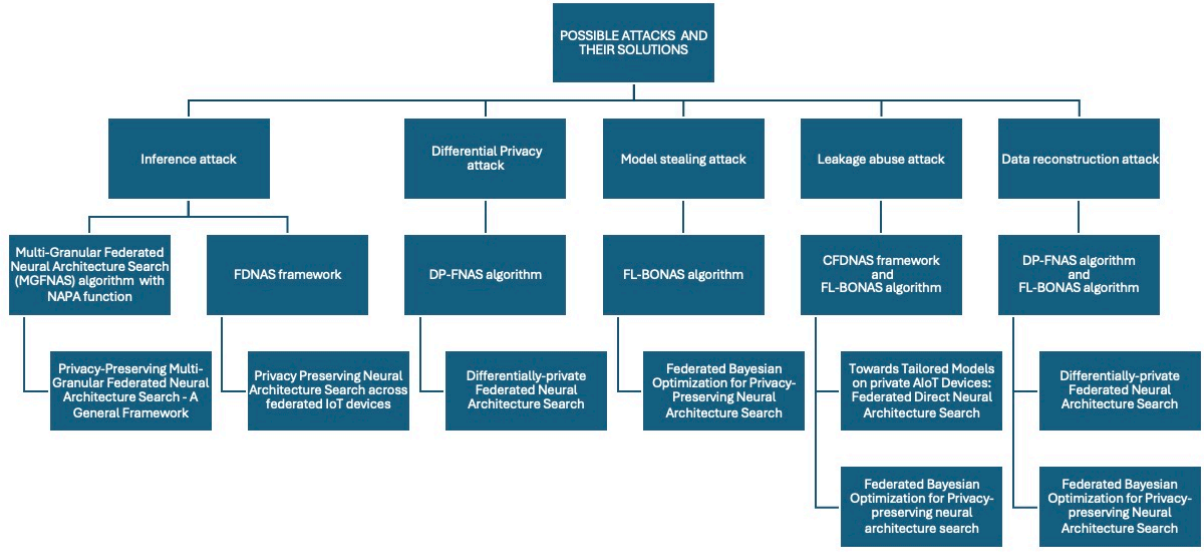 POSSIBLE ATTACKS AND
THEIR SOLUTIONS
Inference attack
Differential Privacy
attack
Model stealing attack
Leakage abuse attack
Data reconstruction attack
Multi-Granular Federated
Neural Architecture Search
(MGFNAS) algorithm with
NAPA function
FDNAS framework
DP-FNAS algorithm
FL-BONAS algorithm
CFDNAS framework
and
FL-BONAS algorithm
DP-FNAS algorithm
and
FL-BONAS algorithm
Privacy-Preserving Multi-
Granular Federated Neural
Architecture Search - A
General Framework
Privacy Preserving Neural
Architecture Search across
federated IoT devices
Differentially-private
Federated Neural
Architecture Search
Federated Bayesian
Optimization for Privacy-
Preserving Neural
Architecture Search
Towards Tailored Models
on private AIoT Devices:
Federated Direct Neural
Architecture Search
Differentially-private
Federated Neural
Architecture Search
Federated Bayesian
Optimization for Privacy-
preserving neural
architecture search
Federated Bayesian
Optimization for Privacy-
preserving Neural
Architecture Search